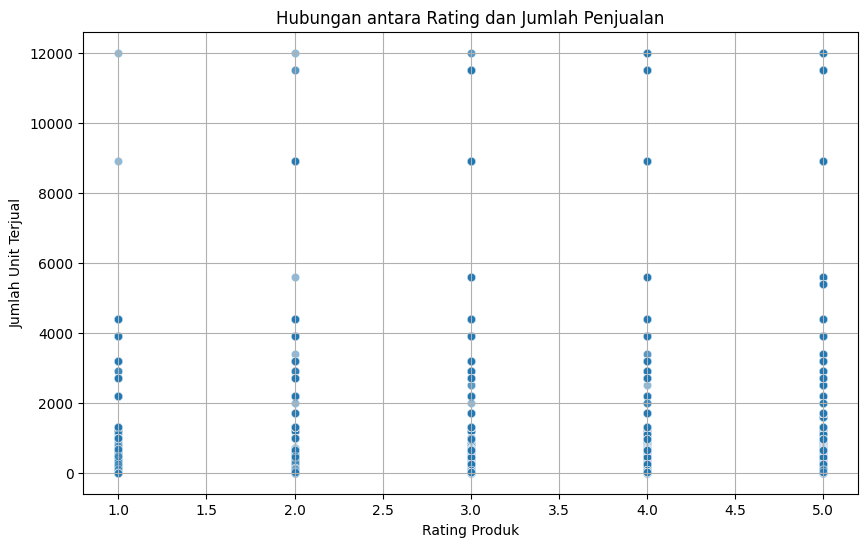 Hubungan antara Rating dan Jumlah Penjualan
Jumlah Unit Terjual
12000
10000
8000
6000
4000
2000
0
1.0 1.5 2.0 2.5 3.0 3.5 4.0 4.5 5.0
Rating Produk